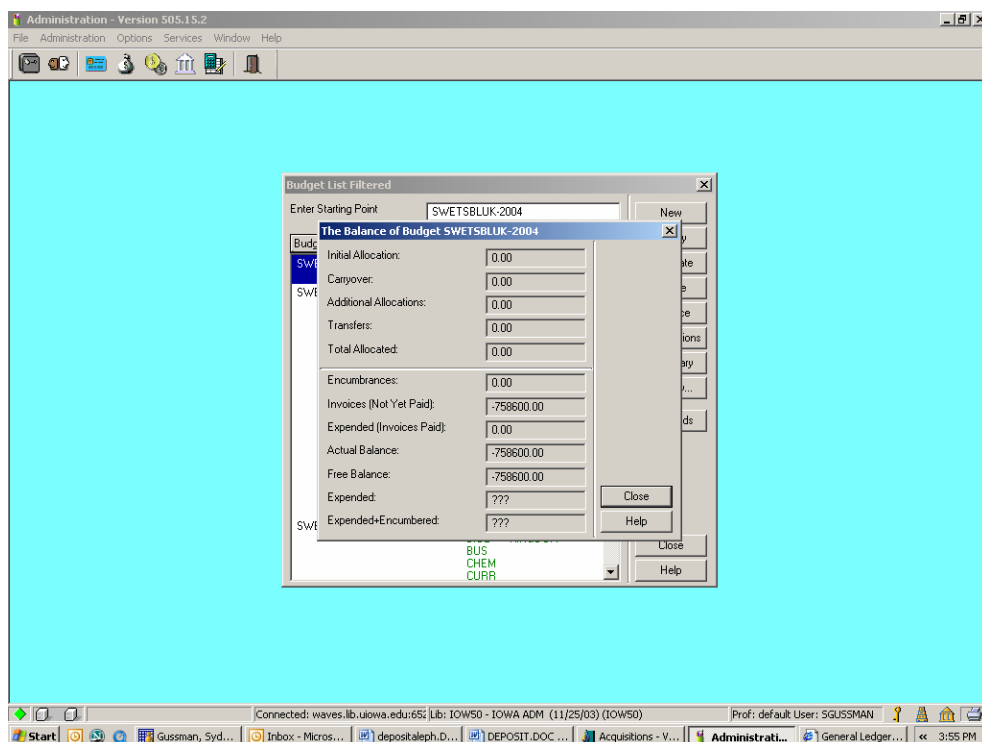 Administration - Version 505.15.2
File Administration Options Services Window Help
Budget List Filtered
Enter Starting Point SWETSBLUK-2004 New
The Balance of Budget SWETSBLUK-2004
Initial Allocation: 0.00
Carryover: 0.00
Additional Allocations: 0.00
Transfers: 0.00
Total Allocated: 0.00
Encumbrances: 0.00
Invoices (Not Yet Paid): -758600.00
Expended (Invoices Paid): 0.00
Actual Balance: -758600.00
Free Balance: -758600.00
Expended: ??? Close
Expended+Encumbered: ??? Help
BUS Close
CHEM
CURR Help
Connected: waves.lib.uiowa.edu:652 Lib: IOW50 - IOWA ADM (11/25/03) (IOW50) Prof: default User: SGUSSMAN
Start Gussman, Syd... Inbox - Micros... depositaleph.D... DEPOSIT.DOC ... Acquisitions - V... Administrati... General Ledger... « 3:55 PM